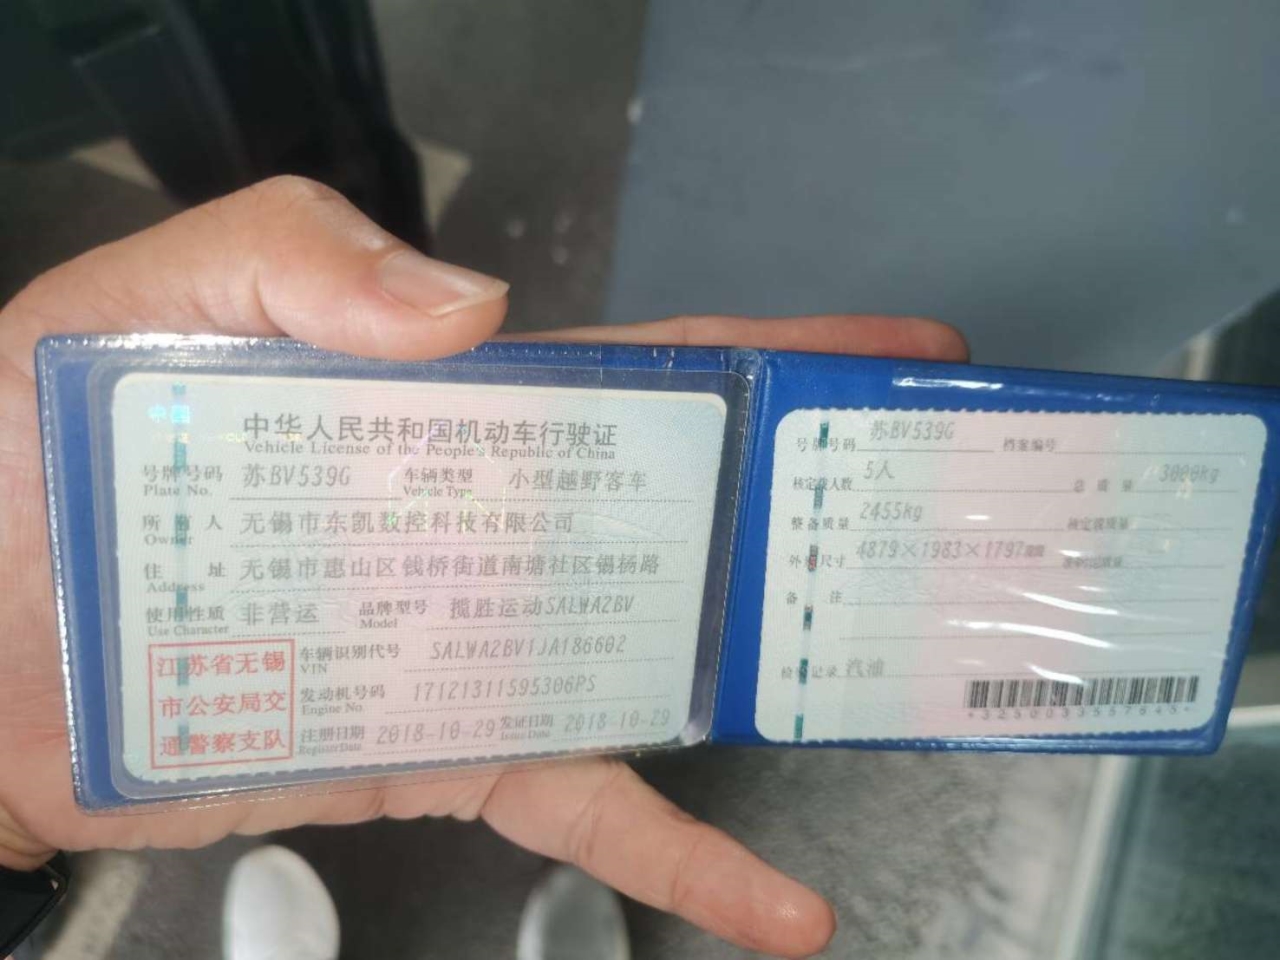 中国
中华人民共和国机动车行驶证
Vehicle License of the People's Republic of China
号牌号码 苏BV539G 车辆类型 小型越野客车
Plate No. Vehicle Type
所有人 无锡市东凯数控科技有限公司
Owner
住址 无锡市惠山区钱桥街道南塘社区锡杨路
Address
使用性质 非营运 品牌型号 揽胜运动SALWA2BV
Use Character Model
江苏省无锡
市公安局交
通警察支队
车辆识别代号 SALWA2BV1JA186602
VIN
发动机号码 17121311595306PS
Engine No.
注册日期 2018-10-29 发证日期 2018-10-29
Register Date Issue Date
号牌号码 苏BV539G 档案编号
核定载人数 5人 总质量 3000kg
整备质量 2455kg 核定载质量
外廓尺寸 4879×1983×1797
备注
检验记录 汽油